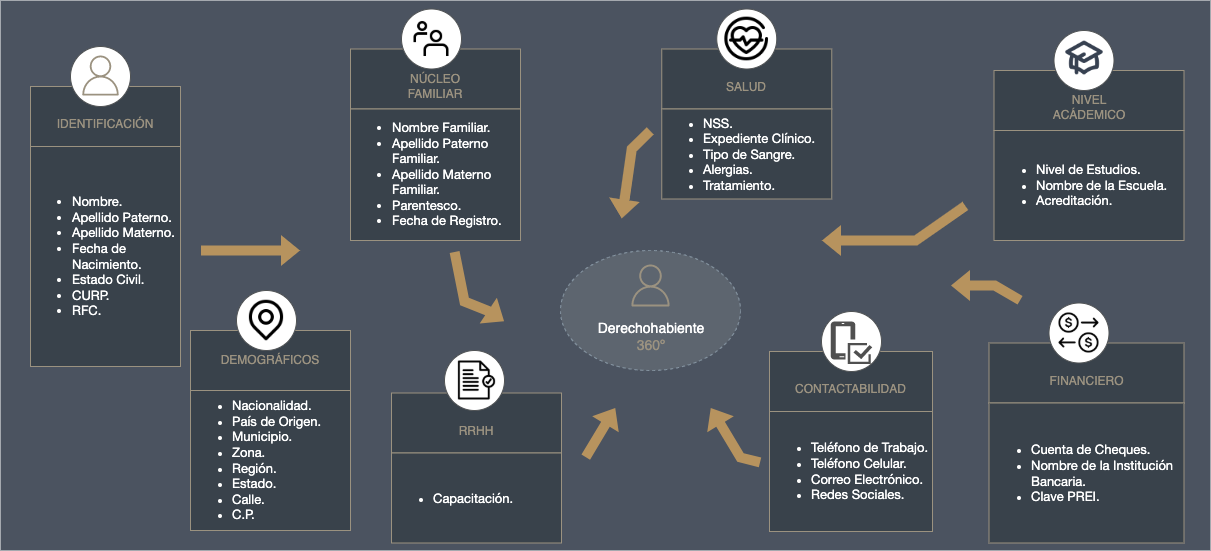 IDENTIFICACIÓN
• Nombre.
• Apellido Paterno.
• Apellido Materno.
• Fecha de
Nacimiento.
• Estado Civil.
• CURP.
• RFC.
NÚCLEO
FAMILIAR
• Nombre Familiar.
• Apellido Paterno
Familiar.
• Apellido Materno
Familiar.
• Parentesco.
• Fecha de Registro.
SALUD
• NSS.
• Expediente Clínico.
• Tipo de Sangre.
• Alergias.
• Tratamiento.
NIVEL
ACÁDEMICO
• Nivel de Estudios.
• Nombre de la Escuela.
• Acreditación.
Derechohabiente
360°
DEMOGRÁFICOS
• Nacionalidad.
• País de Origen.
• Municipio.
• Zona.
• Región.
• Estado.
• Calle.
• C.P.
RRHH
• Capacitación.
CONTACTABILIDAD
• Teléfono de Trabajo.
• Teléfono Celular.
• Correo Electrónico.
• Redes Sociales.
$
$
FINANCIERO
• Cuenta de Cheques.
• Nombre de la Institución
Bancaria.
• Clave PREI.